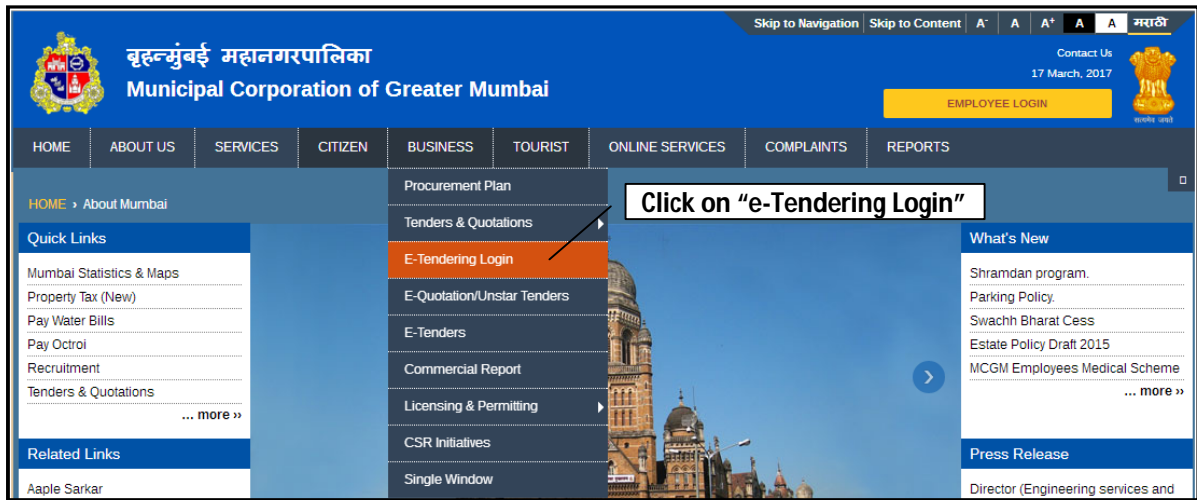 Skip to Navigation Skip to Content A- A A+ A A मराठी
बृहन्मुंबई महानगरपालिका
Municipal Corporation of Greater Mumbai
Contact Us
17 March, 2017
EMPLOYEE LOGIN
सत्यमेव जयते
HOME ABOUT US SERVICES CITIZEN BUSINESS TOURIST ONLINE SERVICES COMPLAINTS REPORTS
HOME › About Mumbai
Procurement Plan
Tenders & Quotations
E-Tendering Login
E-Quotation/Unstar Tenders
E-Tenders
Commercial Report
Licensing & Permitting
CSR Initiatives
Single Window
Click on “e-Tendering Login”
Quick Links
Mumbai Statistics & Maps
Property Tax (New)
Pay Water Bills
Pay Octroi
Recruitment
Tenders & Quotations
... more ››
Related Links
Aaple Sarkar
What's New
Shramdan program.
Parking Policy.
Swachh Bharat Cess
Estate Policy Draft 2015
MCGM Employees Medical Scheme
... more ››
Press Release
Director (Engineering services and